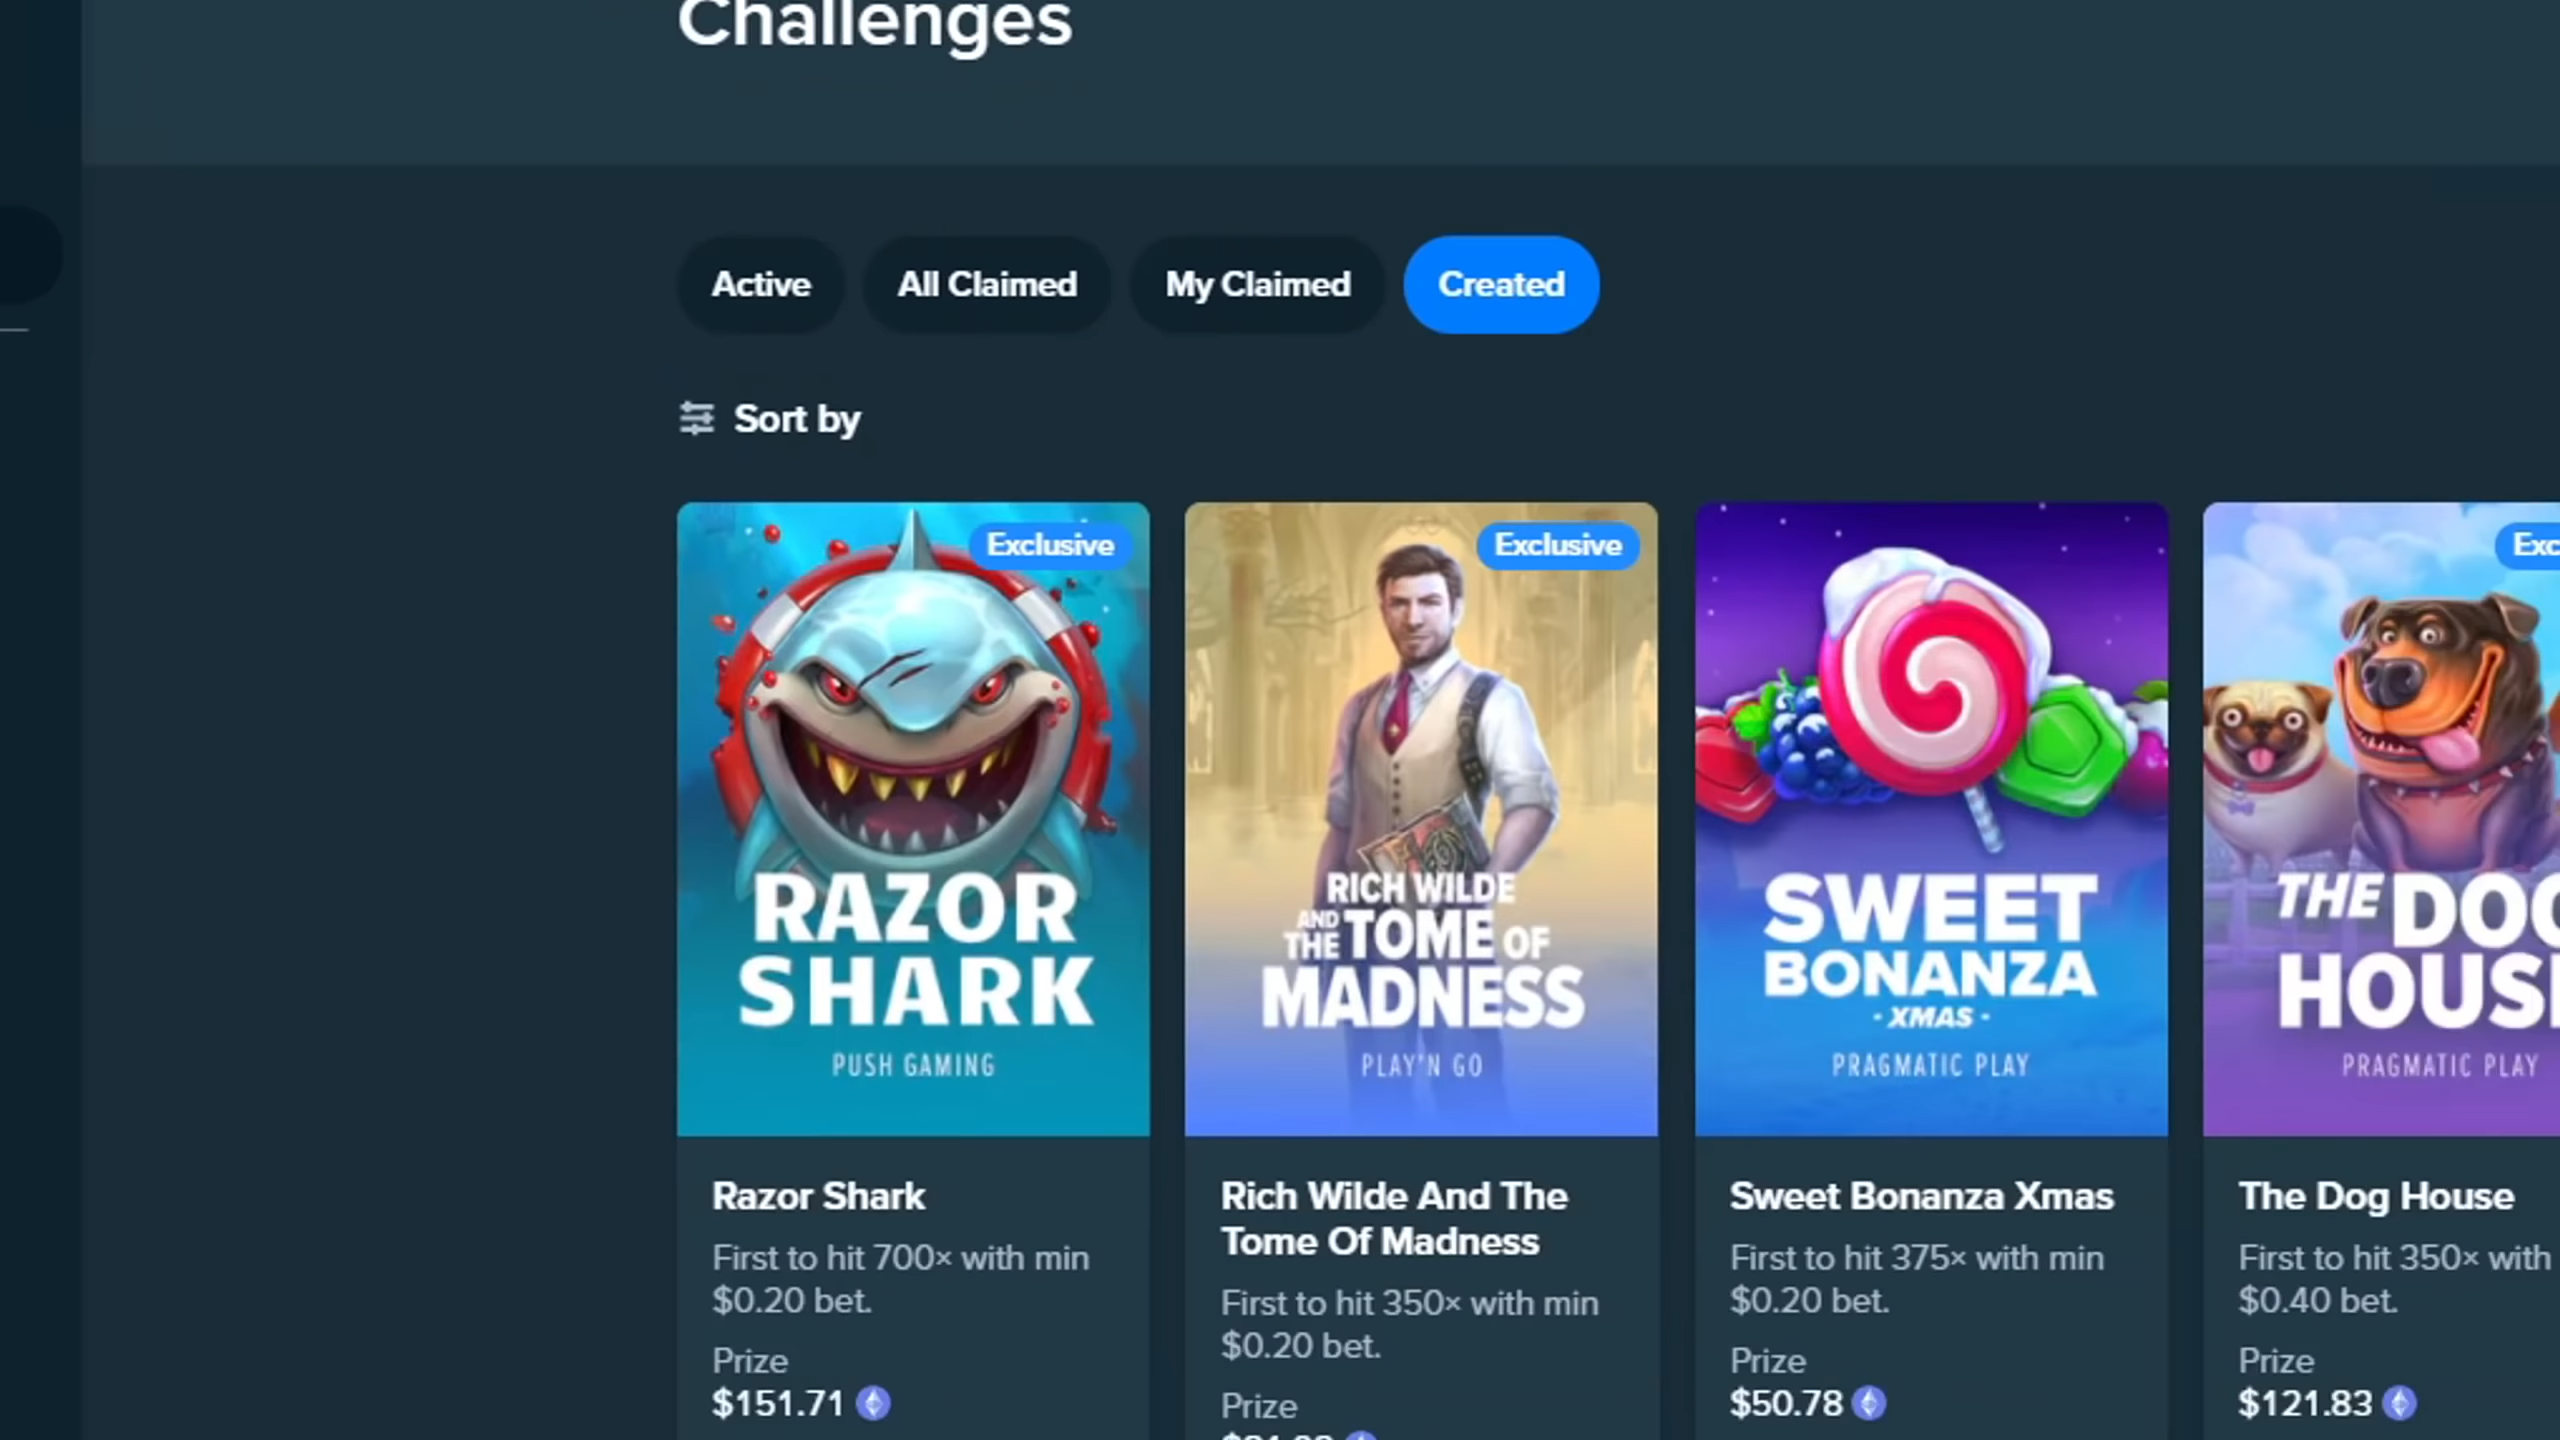 Challenges
Active
All Claimed
My Claimed
Created
Sort by
Exclusive
RAZOR
SHARK
PUSH GAMING
Razor Shark
First to hit 700× with min
$0.20 bet.
Prize
$151.71
Exclusive
RICH WILDE
AND THE TOME OF
MADNESS
PLAY'N GO
Rich Wilde And The
Tome Of Madness
First to hit 350× with min
$0.20 bet.
Prize
SWEET
BONANZA
- XMAS -
PRAGMATIC PLAY
Sweet Bonanza Xmas
First to hit 375× with min
$0.20 bet.
Prize
$50.78
Exc
THE DOG
HOUSE
PRAGMATIC PLAY
The Dog House
First to hit 350× with
$0.40 bet.
Prize
$121.83